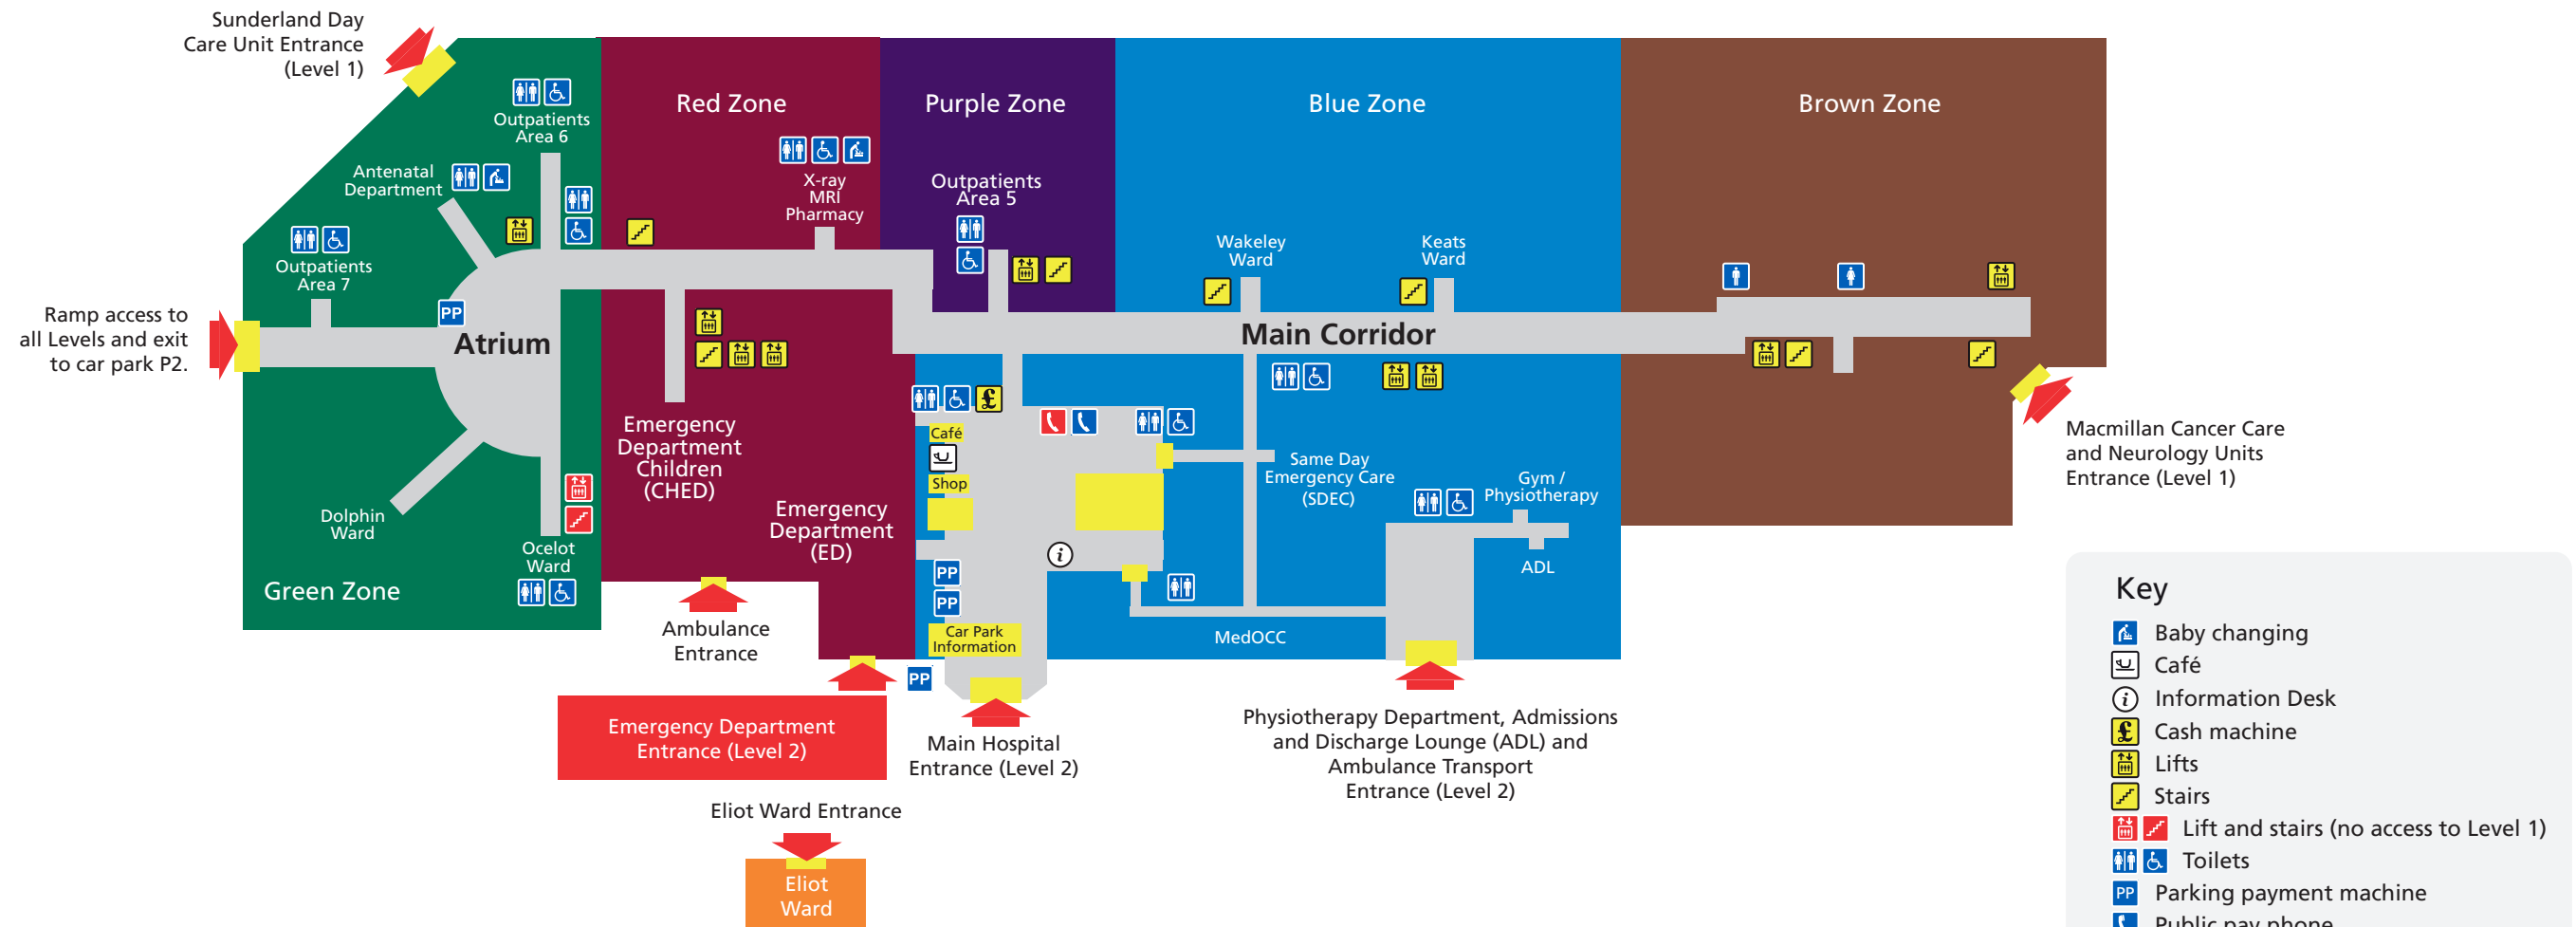 Sunderland Day
Care Unit Entrance
(Level 1)
Red Zone
Purple Zone
Blue Zone
Brown Zone
Outpatients
Area 6
Antenatal
Department
X-ray
MRI
Pharmacy
Outpatients
Area 5
Outpatients
Area 7
Wakeley
Ward
Keats
Ward
Ramp access to
all Levels and exit
to car park P2.
PP
Atrium
Main Corridor
£
Emergency
Department
Children
(CHED)
Café
Shop
Macmillan Cancer Care
and Neurology Units
Entrance (Level 1)
Same Day
Emergency Care
(SDEC)
Gym /
Physiotherapy
Dolphin
Ward
Emergency
Department
(ED)
Ocelot
Ward
i
ADL
Green Zone
PP
PP
Car Park
Information
MedOCC
Ambulance
Entrance
PP
Emergency Department
Entrance (Level 2)
Main Hospital
Entrance (Level 2)
Physiotherapy Department, Admissions
and Discharge Lounge (ADL) and
Ambulance Transport
Entrance (Level 2)
Eliot Ward Entrance
Eliot
Ward
Key
Baby changing
Café
i Information Desk
£ Cash machine
Lifts
Stairs
Lift and stairs (no access to Level 1)
Toilets
PP Parking payment machine
Public pay phone